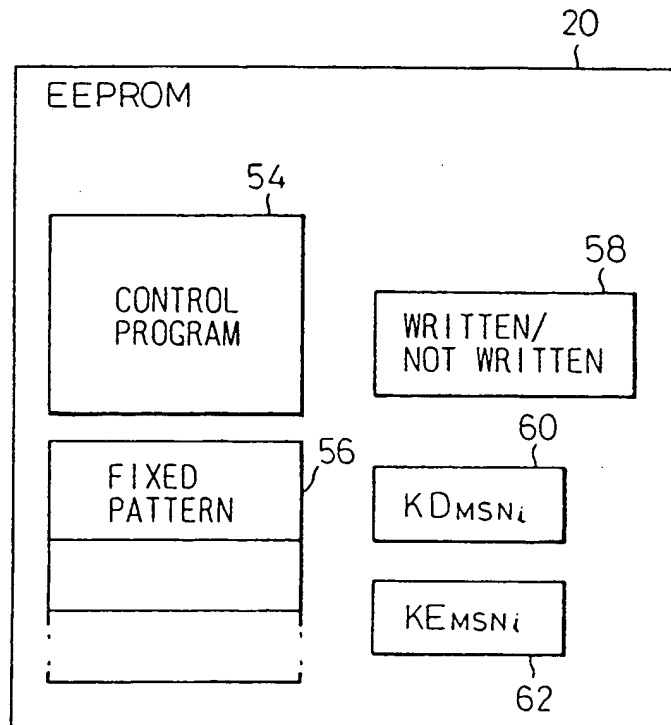 20
EEPROM
54
CONTROL
PROGRAM
58
WRITTEN/
NOT WRITTEN
56
FIXED
PATTERN
60
KDMSNi
KEMSNi
62